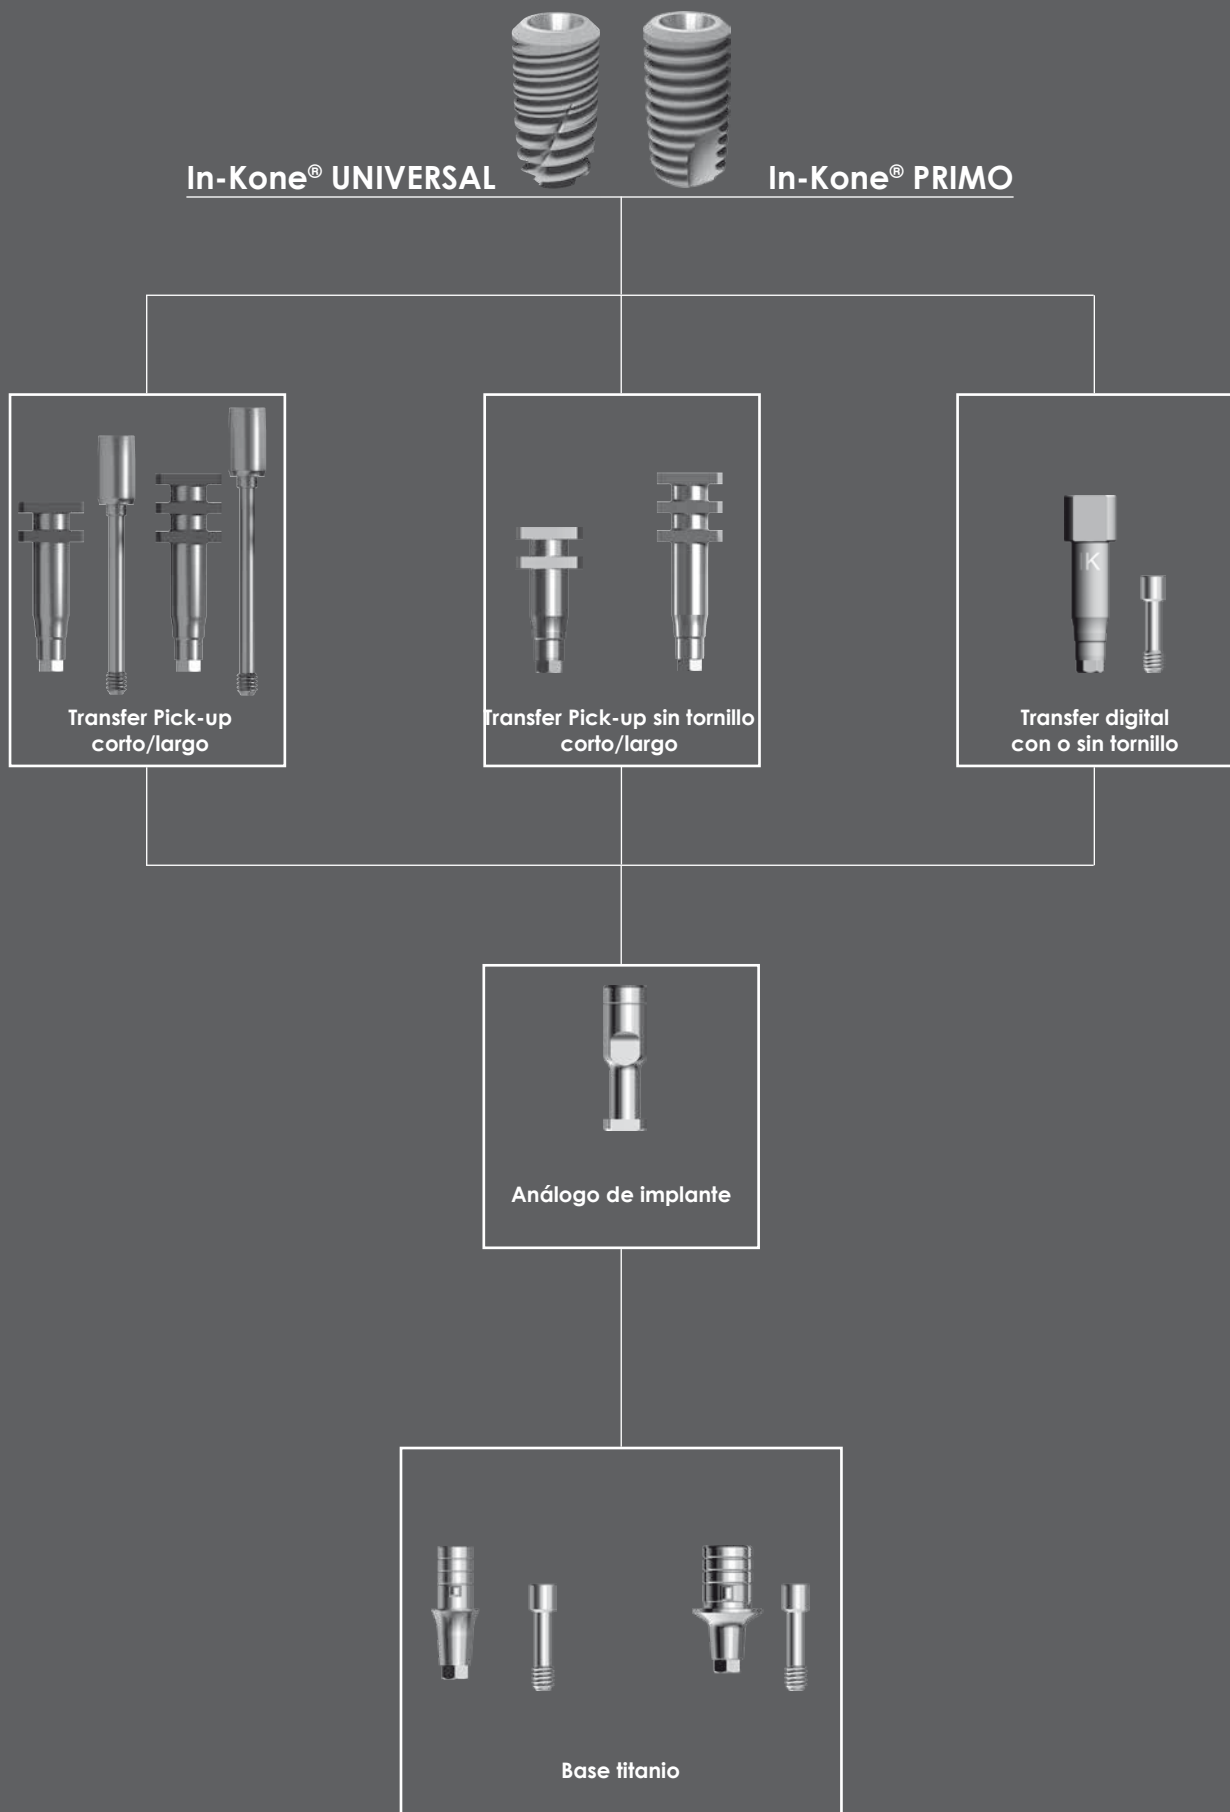 In-Kone® UNIVERSAL
In-Kone® PRIMO
Transfer Pick-up
corto/largo
Transfer Pick-up sin tornillo
corto/largo
IK
Transfer digital
con o sin tornillo
Análogo de implante
Base titanio